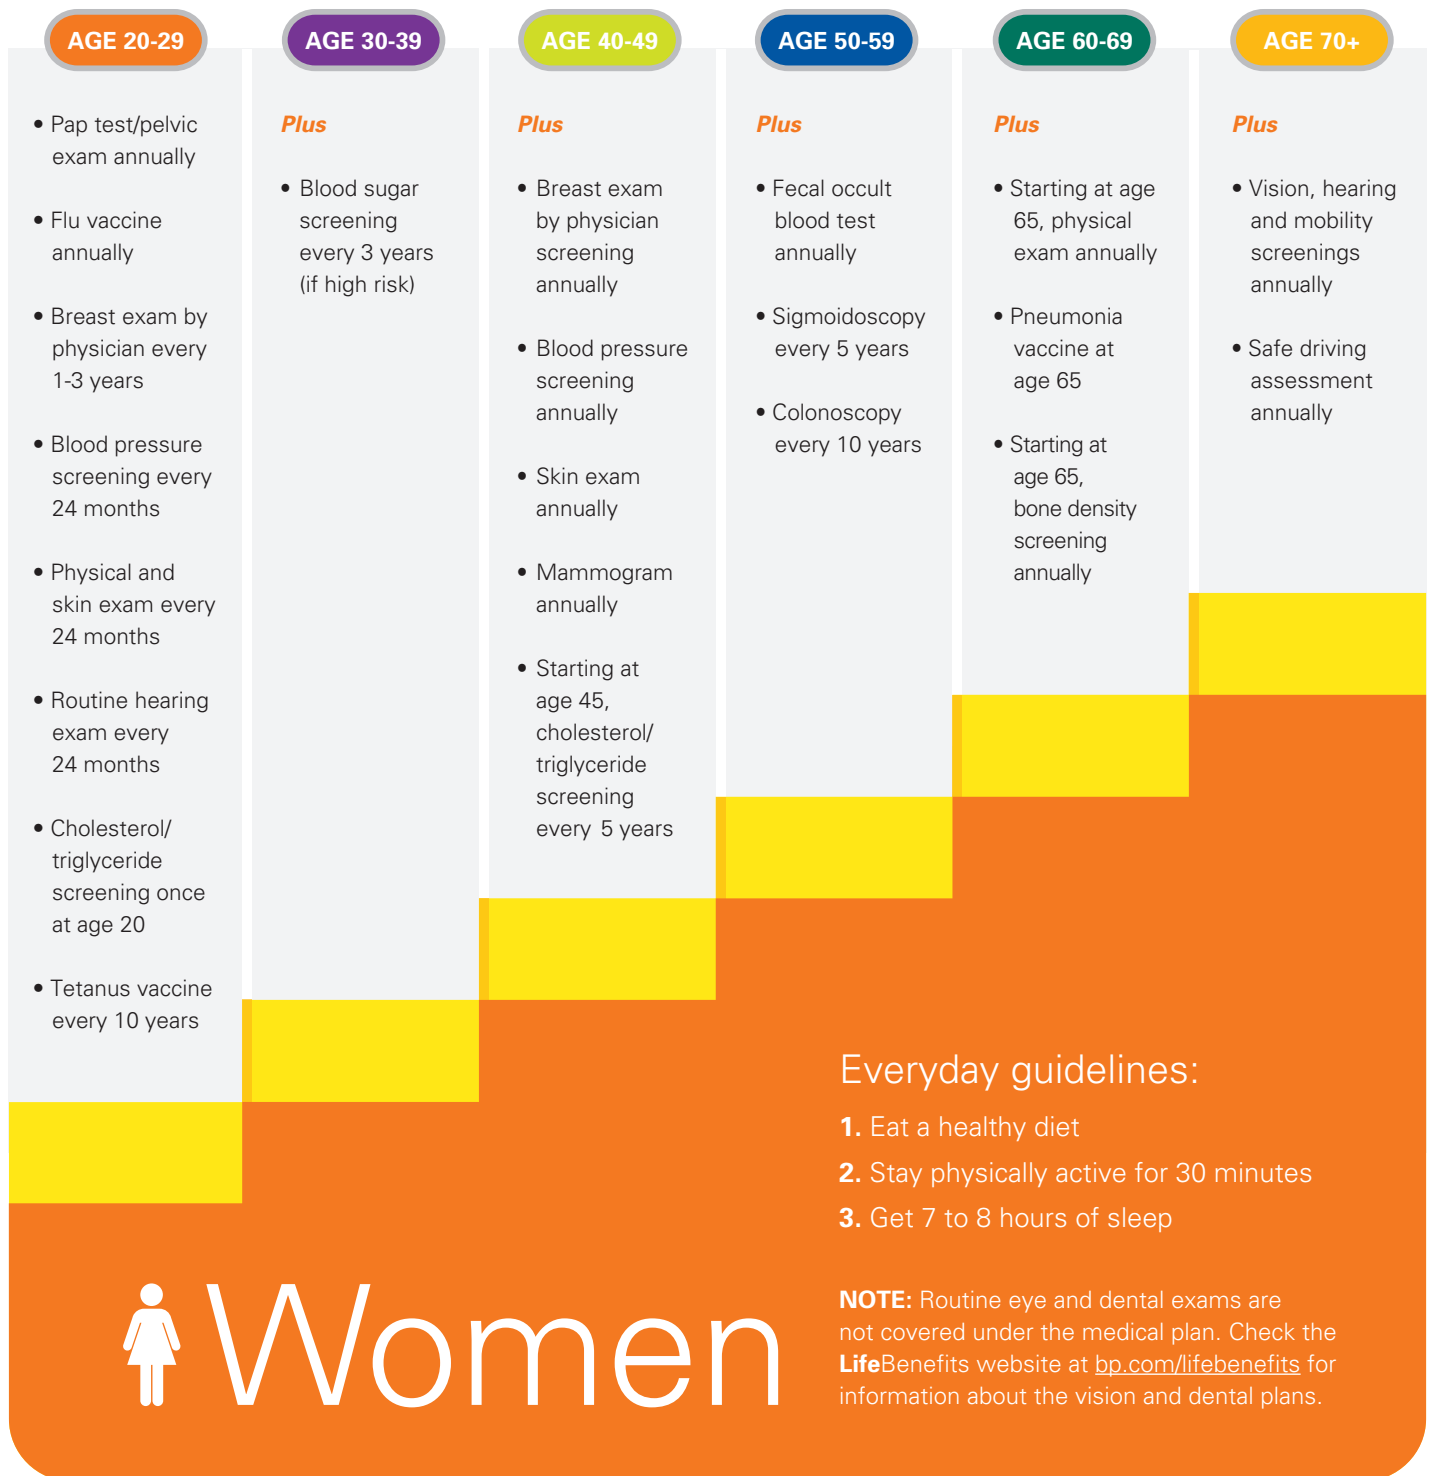 AGE 20-29
• Pap test/pelvic
exam annually
• Flu vaccine
annually
• Breast exam by
physician every
1-3 years
• Blood pressure
screening every
24 months
• Physical and
skin exam every
24 months
• Routine hearing
exam every
24 months
• Cholesterol/
triglyceride
screening once
at age 20
• Tetanus vaccine
every 10 years
AGE 30-39
Plus
• Blood sugar
screening
every 3 years
(if high risk)
AGE 40-49
Plus
• Breast exam
by physician
screening
annually
• Blood pressure
screening
annually
• Skin exam
annually
• Mammogram
annually
• Starting at
age 45,
cholesterol/
triglyceride
screening
every 5 years
AGE 50-59
Plus
• Fecal occult
blood test
annually
• Sigmoidoscopy
every 5 years
• Colonoscopy
every 10 years
AGE 60-69
Plus
• Starting at age
65, physical
exam annually
• Pneumonia
vaccine at
age 65
• Starting at
age 65,
bone density
screening
annually
AGE 70+
Plus
• Vision, hearing
and mobility
screenings
annually
• Safe driving
assessment
annually
Everyday guidelines:
1. Eat a healthy diet
2. Stay physically active for 30 minutes
3. Get 7 to 8 hours of sleep
Women
NOTE: Routine eye and dental exams are
not covered under the medical plan. Check the
LifeBenefits website at bp.com/lifebenefits for
information about the vision and dental plans.